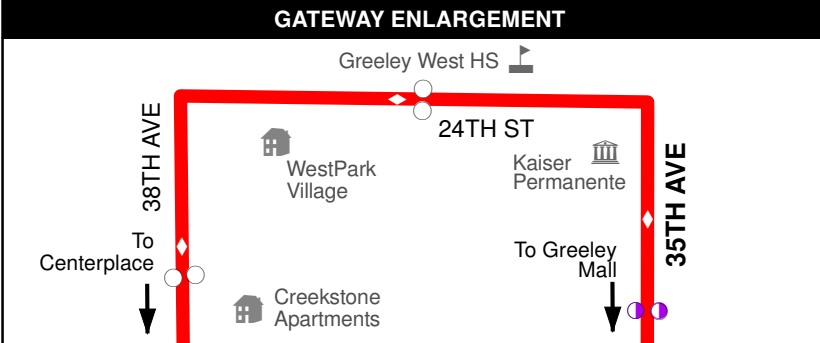 GATEWAY ENLARGEMENT
Greeley West HS
24TH ST
38TH AVE
WestPark
Village
Kaiser
Permanente
35TH AVE
To
Centerplace
To Greeley
Mall
Creekstone
Apartments